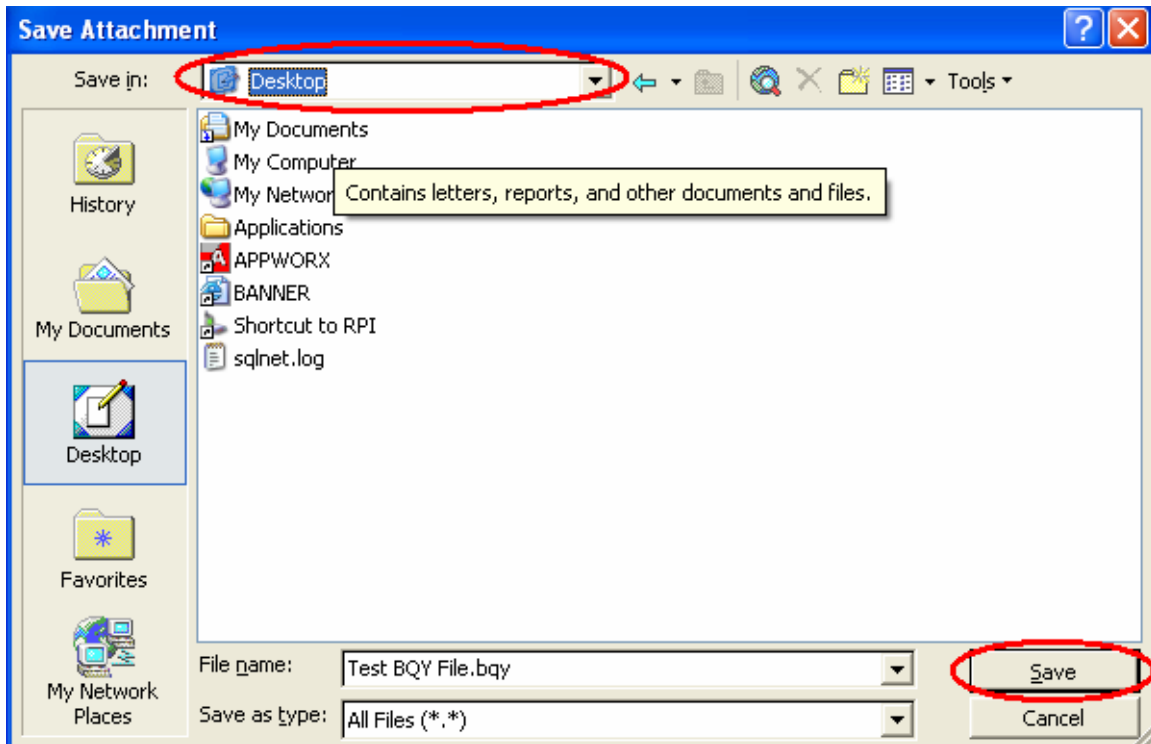 Save Attachment
Save in:
Desktop
Tools
History
My Documents
Desktop
Favorites
My Network
Places
My Documents
My Computer
My Networ
Contains letters, reports, and other documents and files.
Applications
APPWORX
BANNER
Shortcut to RPI
sqlnet.log
File name:
Test BQY File.bqy
Save
Save as type:
All Files (*.*)
Cancel